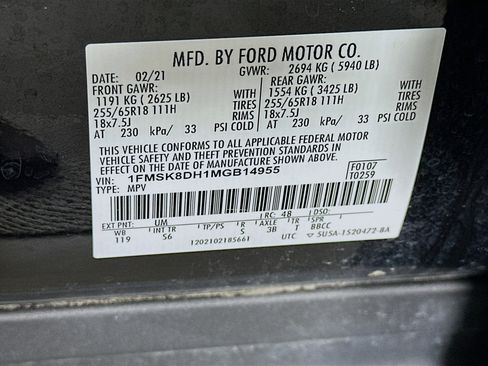 MFD. BY FORD MOTOR CO.
DATE: 02/21 GVWR: 2694 KG ( 5940 LB)
FRONT GAWR: REAR GAWR:
1191 KG ( 2625 LB) WITH 1554 KG ( 3425 LB) WITH
255/65R18 111H TIRES 255/65R18 111H TIRES
18x7.5J RIMS 18x7.5J RIMS
AT 230 kPa/ 33 PSI COLD AT 230 kPa/ 33 PSI COLD
THIS VEHICLE CONFORMS TO ALL APPLICABLE FEDERAL MOTOR
VEHICLE SAFETY AND THEFT PREVENTION STANDARDS IN
EFFECT ON THE DATE OF MANUFACTURE SHOWN ABOVE.
VIN: 1FMSK8DH1MGB14955 F0107
TYPE: MPV T0259
EXT PNT: UM RC: 48 DSO:
WB INT TR TP/PS R AXLE TR SPR
119 S6 S 3B T BBCC
1202102185661 UTC 5U5A-1520472-8A